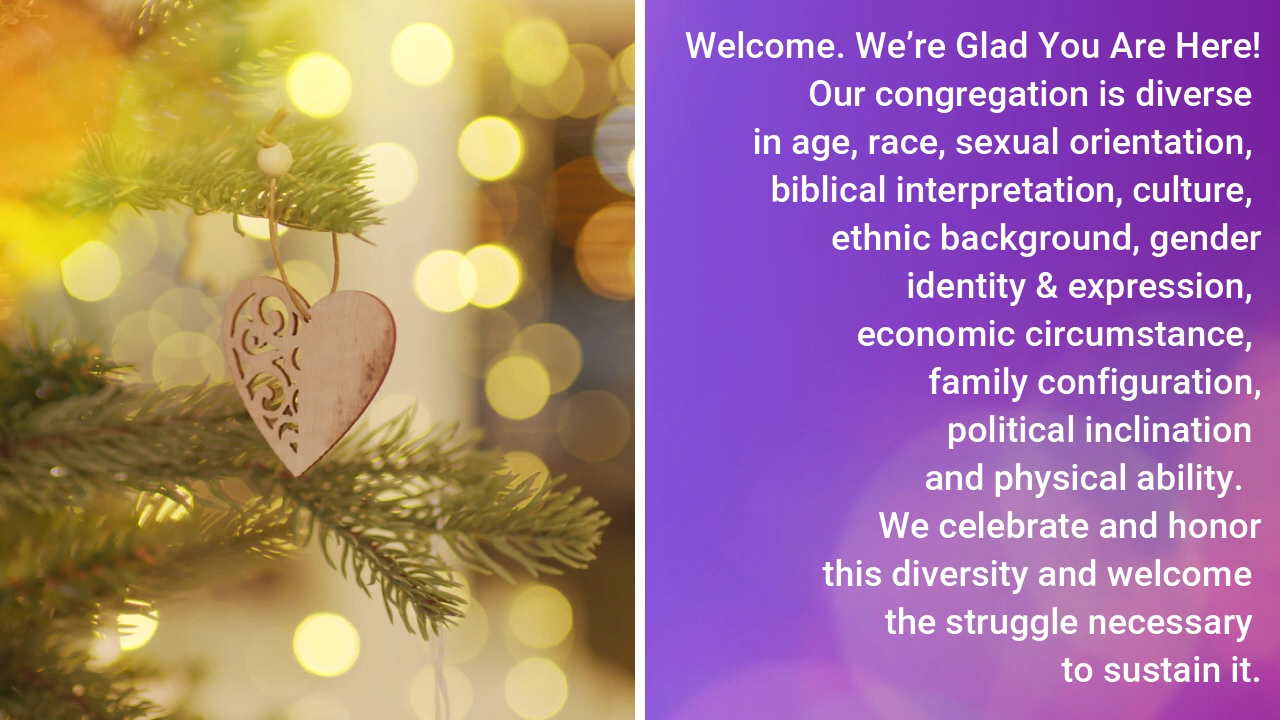 Welcome. We’re Glad You Are Here!
Our congregation is diverse
in age, race, sexual orientation,
biblical interpretation, culture,
ethnic background, gender
identity & expression,
economic circumstance,
family configuration,
political inclination
and physical ability.
We celebrate and honor
this diversity and welcome
the struggle necessary
to sustain it.